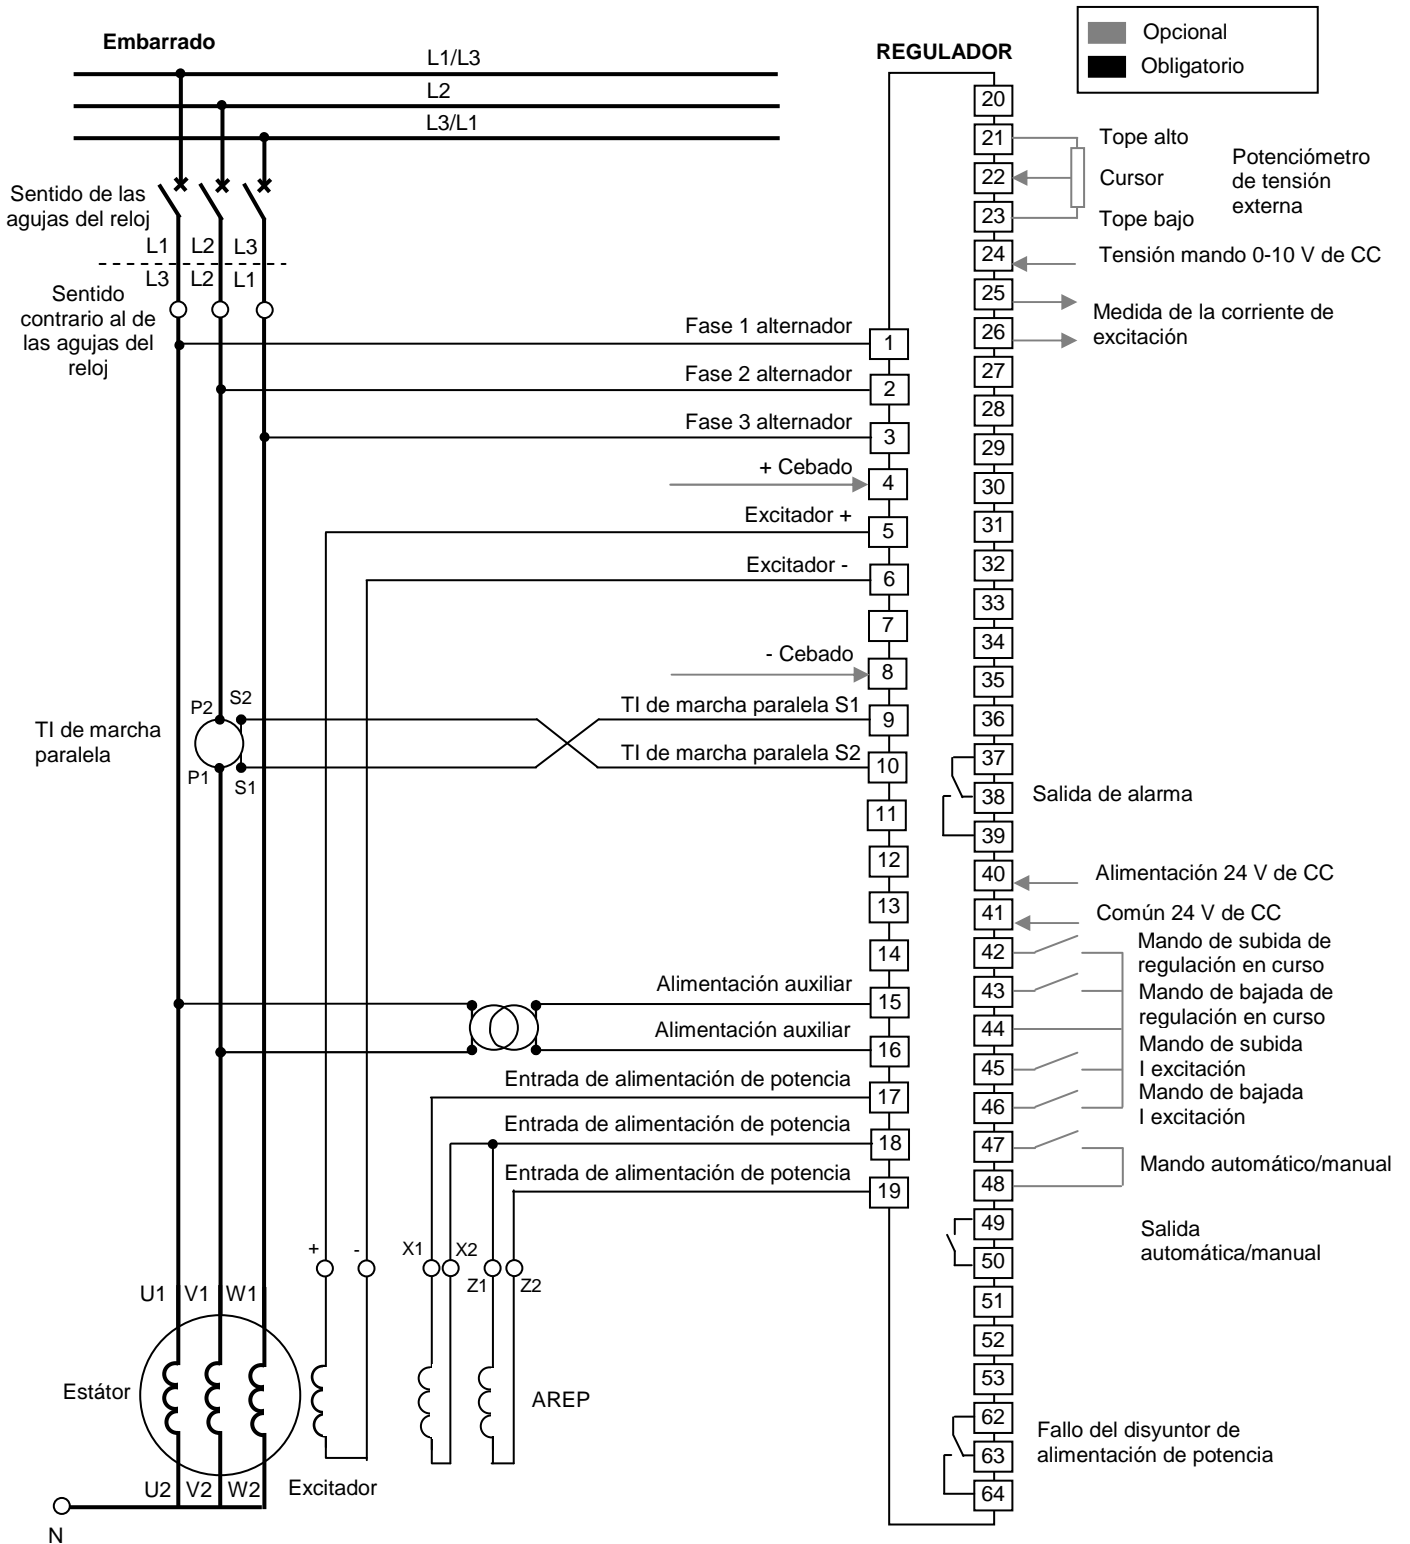 Embarrado
L1/L3
L2
L3/L1
REGULADOR
Opcional
Obligatorio
Sentido de las
agujas del reloj
L1 L2 L3
L3 L2 L1
Sentido
contrario al de
las agujas del
reloj
Fase 1 alternador
1
Fase 2 alternador
2
Fase 3 alternador
3
+ Cebado
4
Excitador +
5
Excitador -
6
7
- Cebado
8
TI de marcha
paralela
P2 S2
P1 S1
TI de marcha paralela S1
9
TI de marcha paralela S2
10
11
12
13
14
Alimentación auxiliar
15
Alimentación auxiliar
16
Entrada de alimentación de potencia
17
Entrada de alimentación de potencia
18
Entrada de alimentación de potencia
19
+ -
X1 X2
Z1 Z2
U1 V1 W1
Estátor
AREP
U2 V2 W2
Excitador
N
20
21
Tope alto
22
Cursor
23
Tope bajo
Potenciómetro
de tensión
externa
24
Tensión mando 0-10 V de CC
25
26
Medida de la corriente de
excitación
27
28
29
30
31
32
33
34
35
36
37
38
Salida de alarma
39
40
Alimentación 24 V de CC
41
Común 24 V de CC
42
Mando de subida de
regulación en curso
43
Mando de bajada de
regulación en curso
44
45
Mando de subida
I excitación
46
Mando de bajada
I excitación
47
Mando automático/manual
48
49
Salida
automática/manual
50
51
52
53
62
Fallo del disyuntor de
alimentación de potencia
63
64